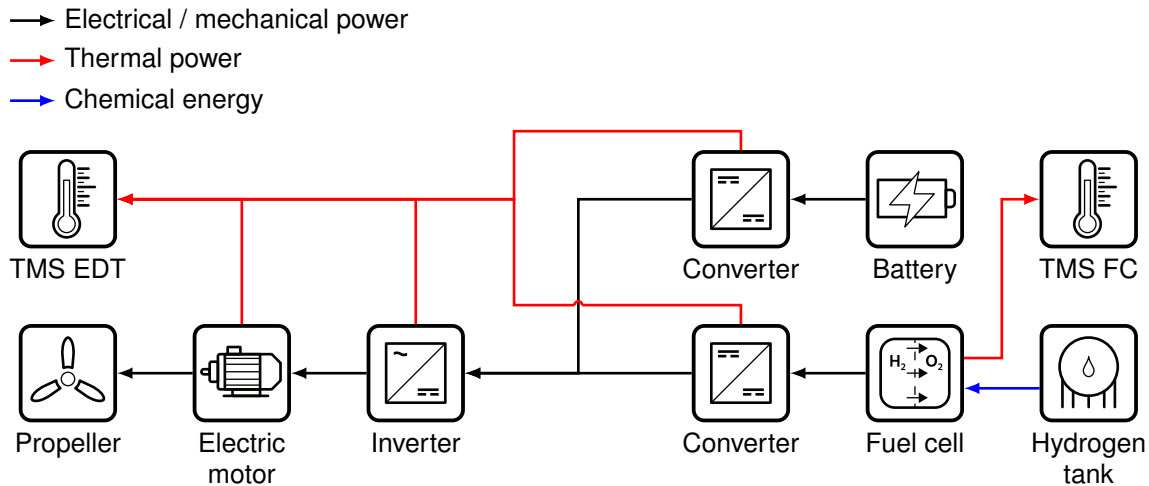 Electrical / mechanical power
Thermal power
Chemical energy
TMS EDT
Converter
Battery
TMS FC
H₂
O₂
Propeller
Electric
motor
Inverter
Converter
Fuel cell
Hydrogen
tank